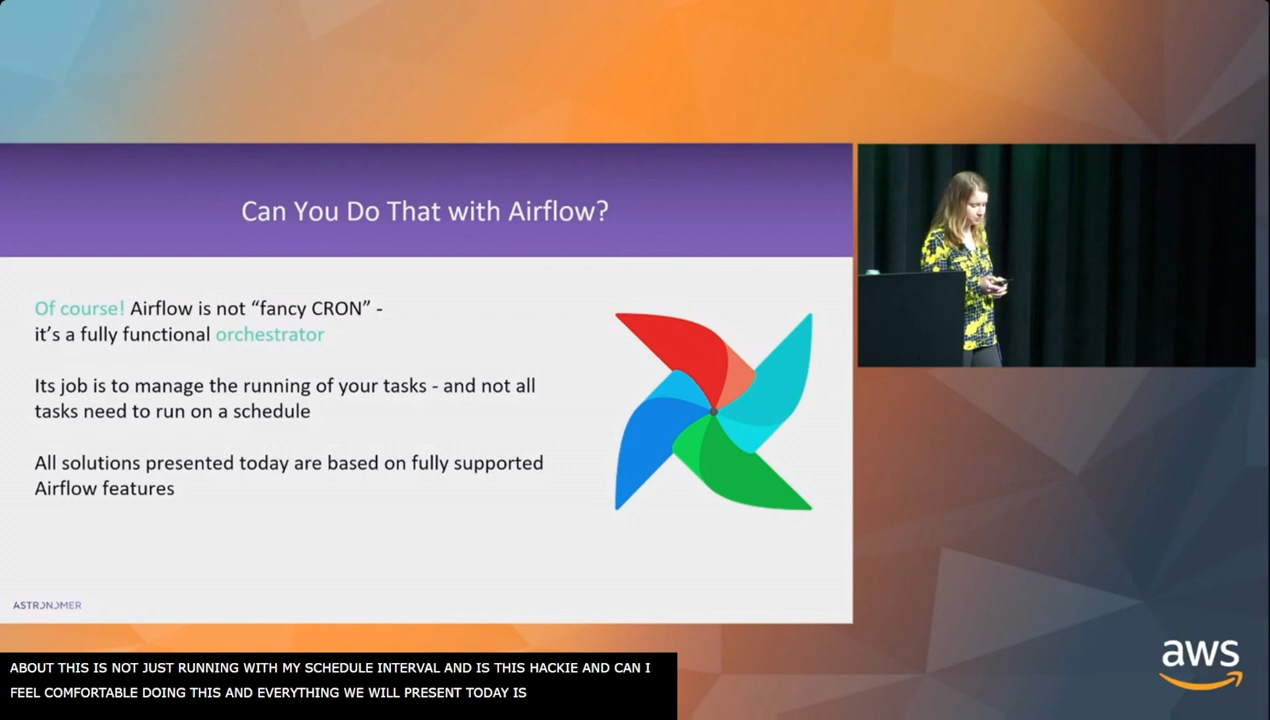 Can You Do That with Airflow?
Of course! Airflow is not “fancy CRON” -
it’s a fully functional orchestrator
Its job is to manage the running of your tasks - and not all
tasks need to run on a schedule
All solutions presented today are based on fully supported
Airflow features
ASTRONOMER
ABOUT THIS IS NOT JUST RUNNING WITH MY SCHEDULE INTERVAL AND IS THIS HACKIE AND CAN I
FEEL COMFORTABLE DOING THIS AND EVERYTHING WE WILL PRESENT TODAY IS
aws